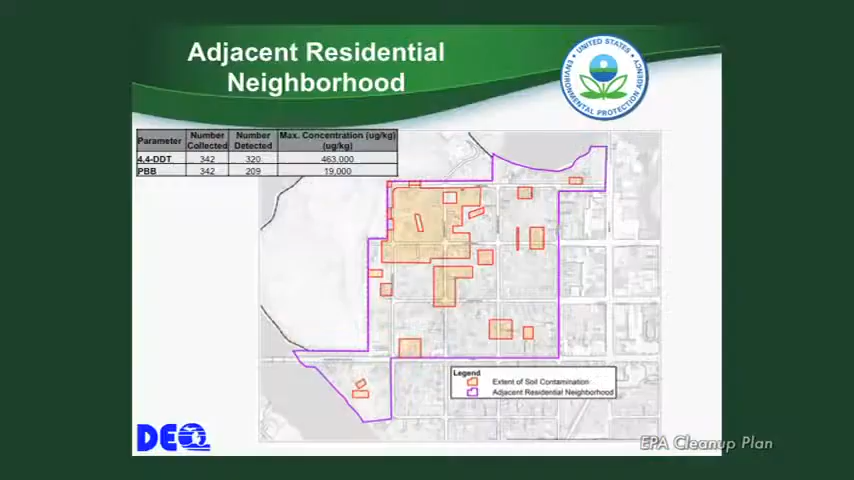 Adjacent Residential
Neighborhood
UNITED STATES
ENVIRONMENTAL PROTECTION AGENCY
Parameter Number Collected Number Detected Max. Concentration (ug/kg) (ug/kg)
4,4-DDT 342 320 463,000
PBB 342 209 19,000
Legend
Extent of Soil Contamination
Adjacent Residential Neighborhood
DEQ
EPA Cleanup Plan